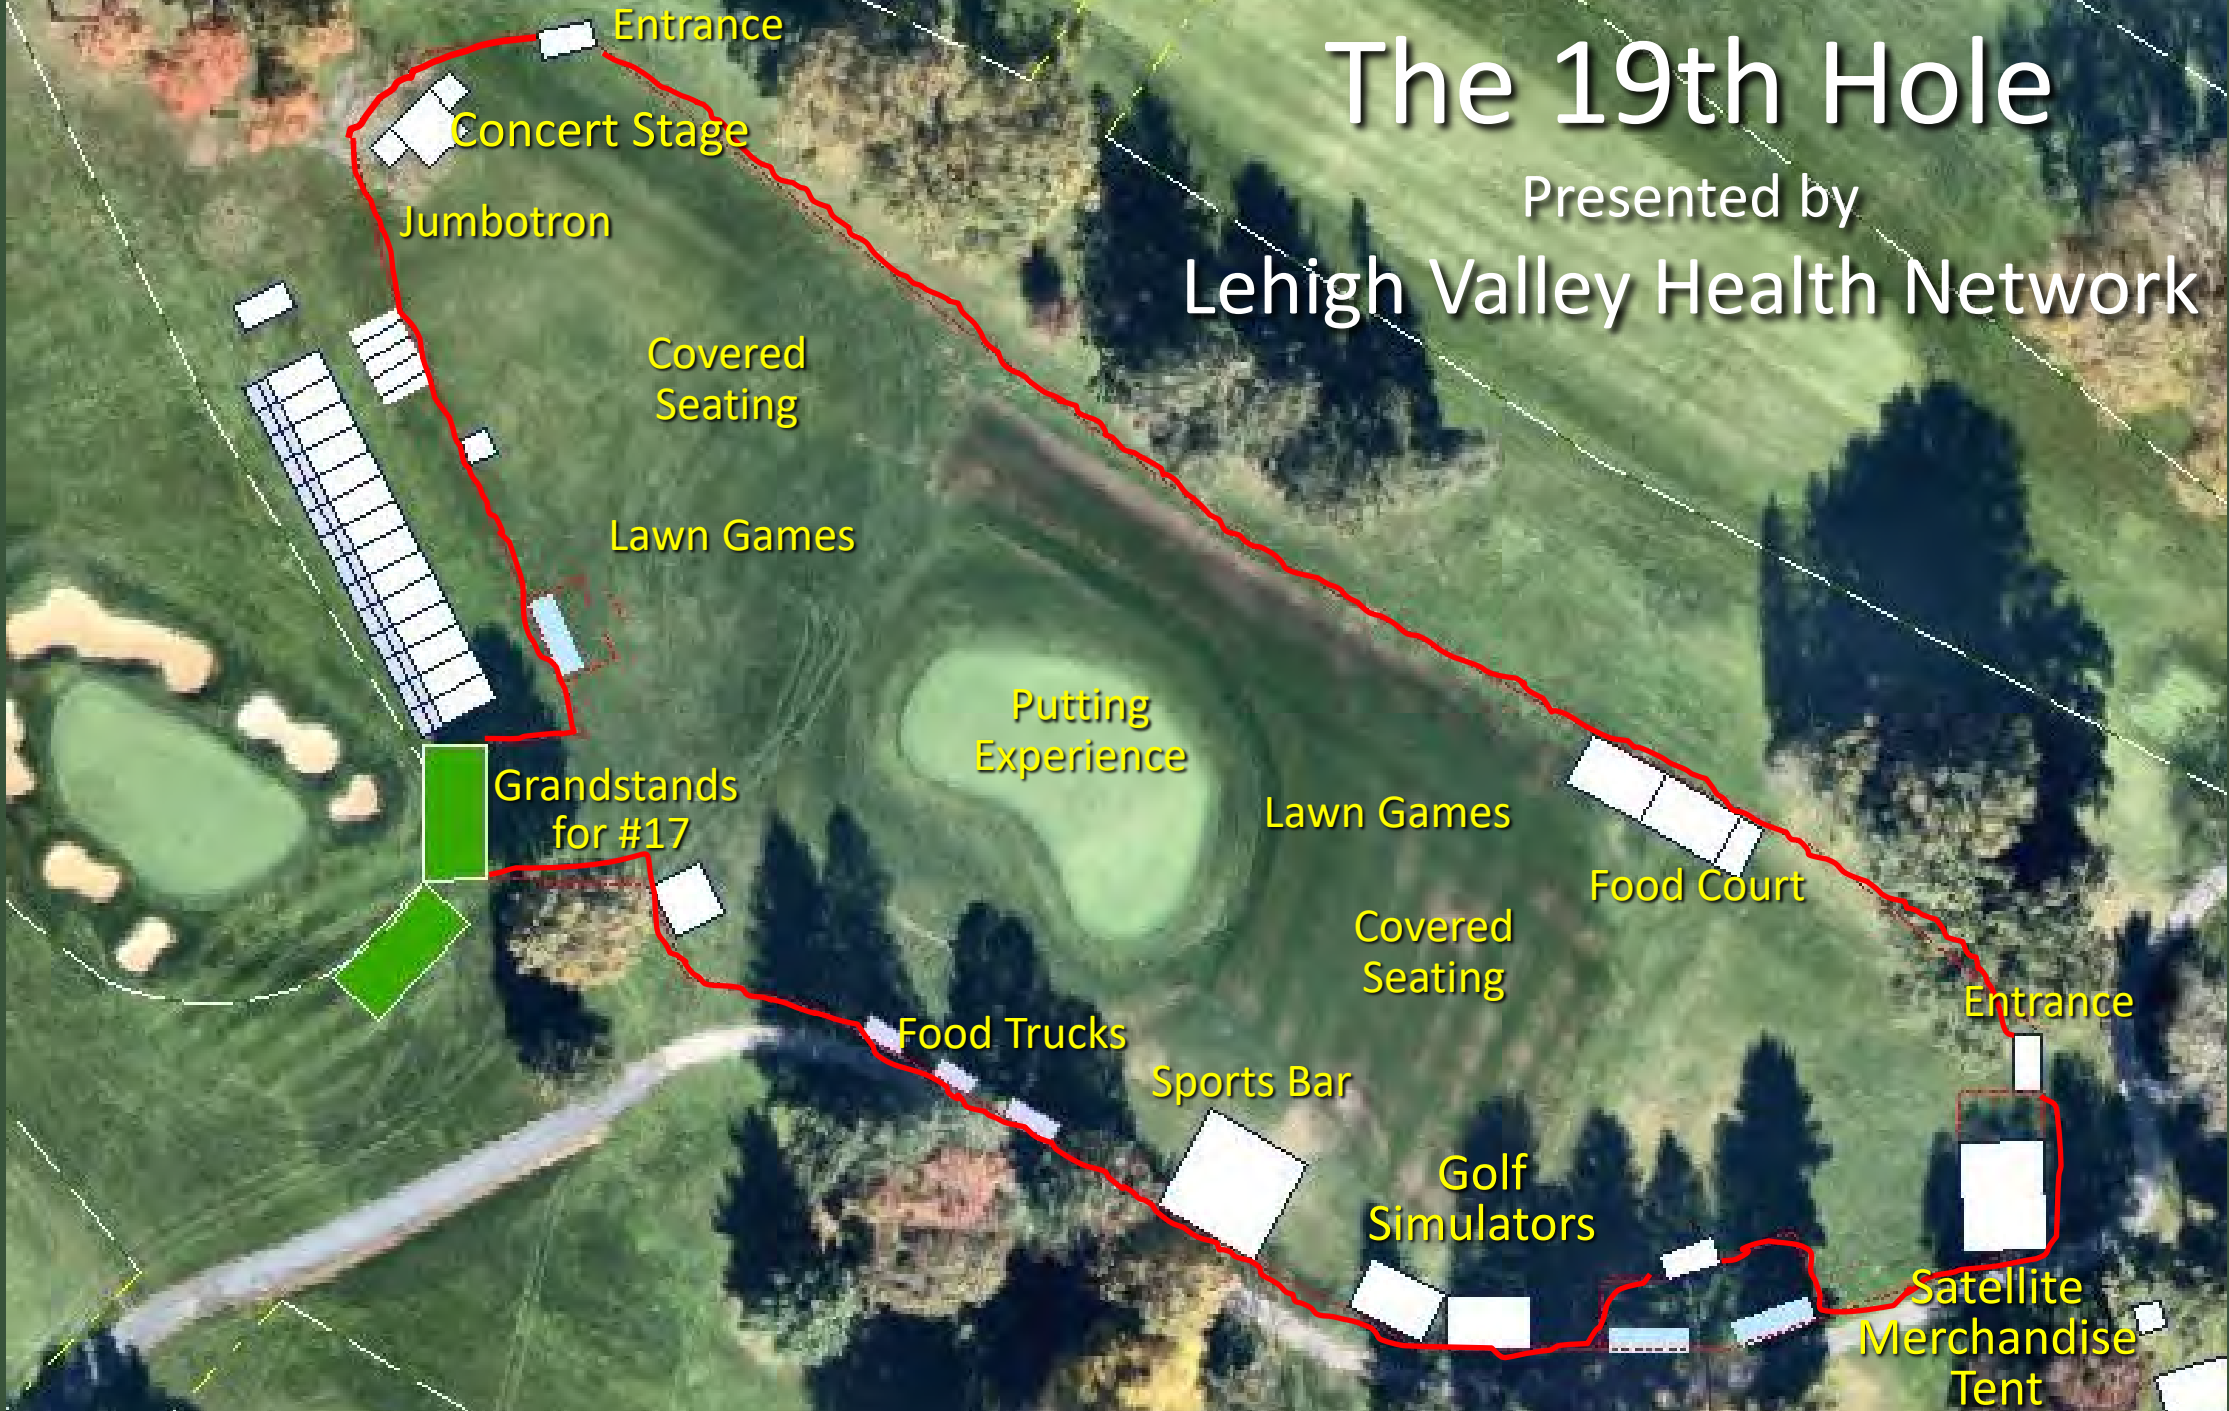 Entrance
The 19th Hole
Presented by
Lehigh Valley Health Network
Concert Stage
Jumbotron
Covered
Seating
Lawn Games
Putting
Experience
Grandstands
for #17
Lawn Games
Food Court
Covered
Seating
Entrance
Food Trucks
Sports Bar
Golf
Simulators
Satellite
Merchandise
Tent